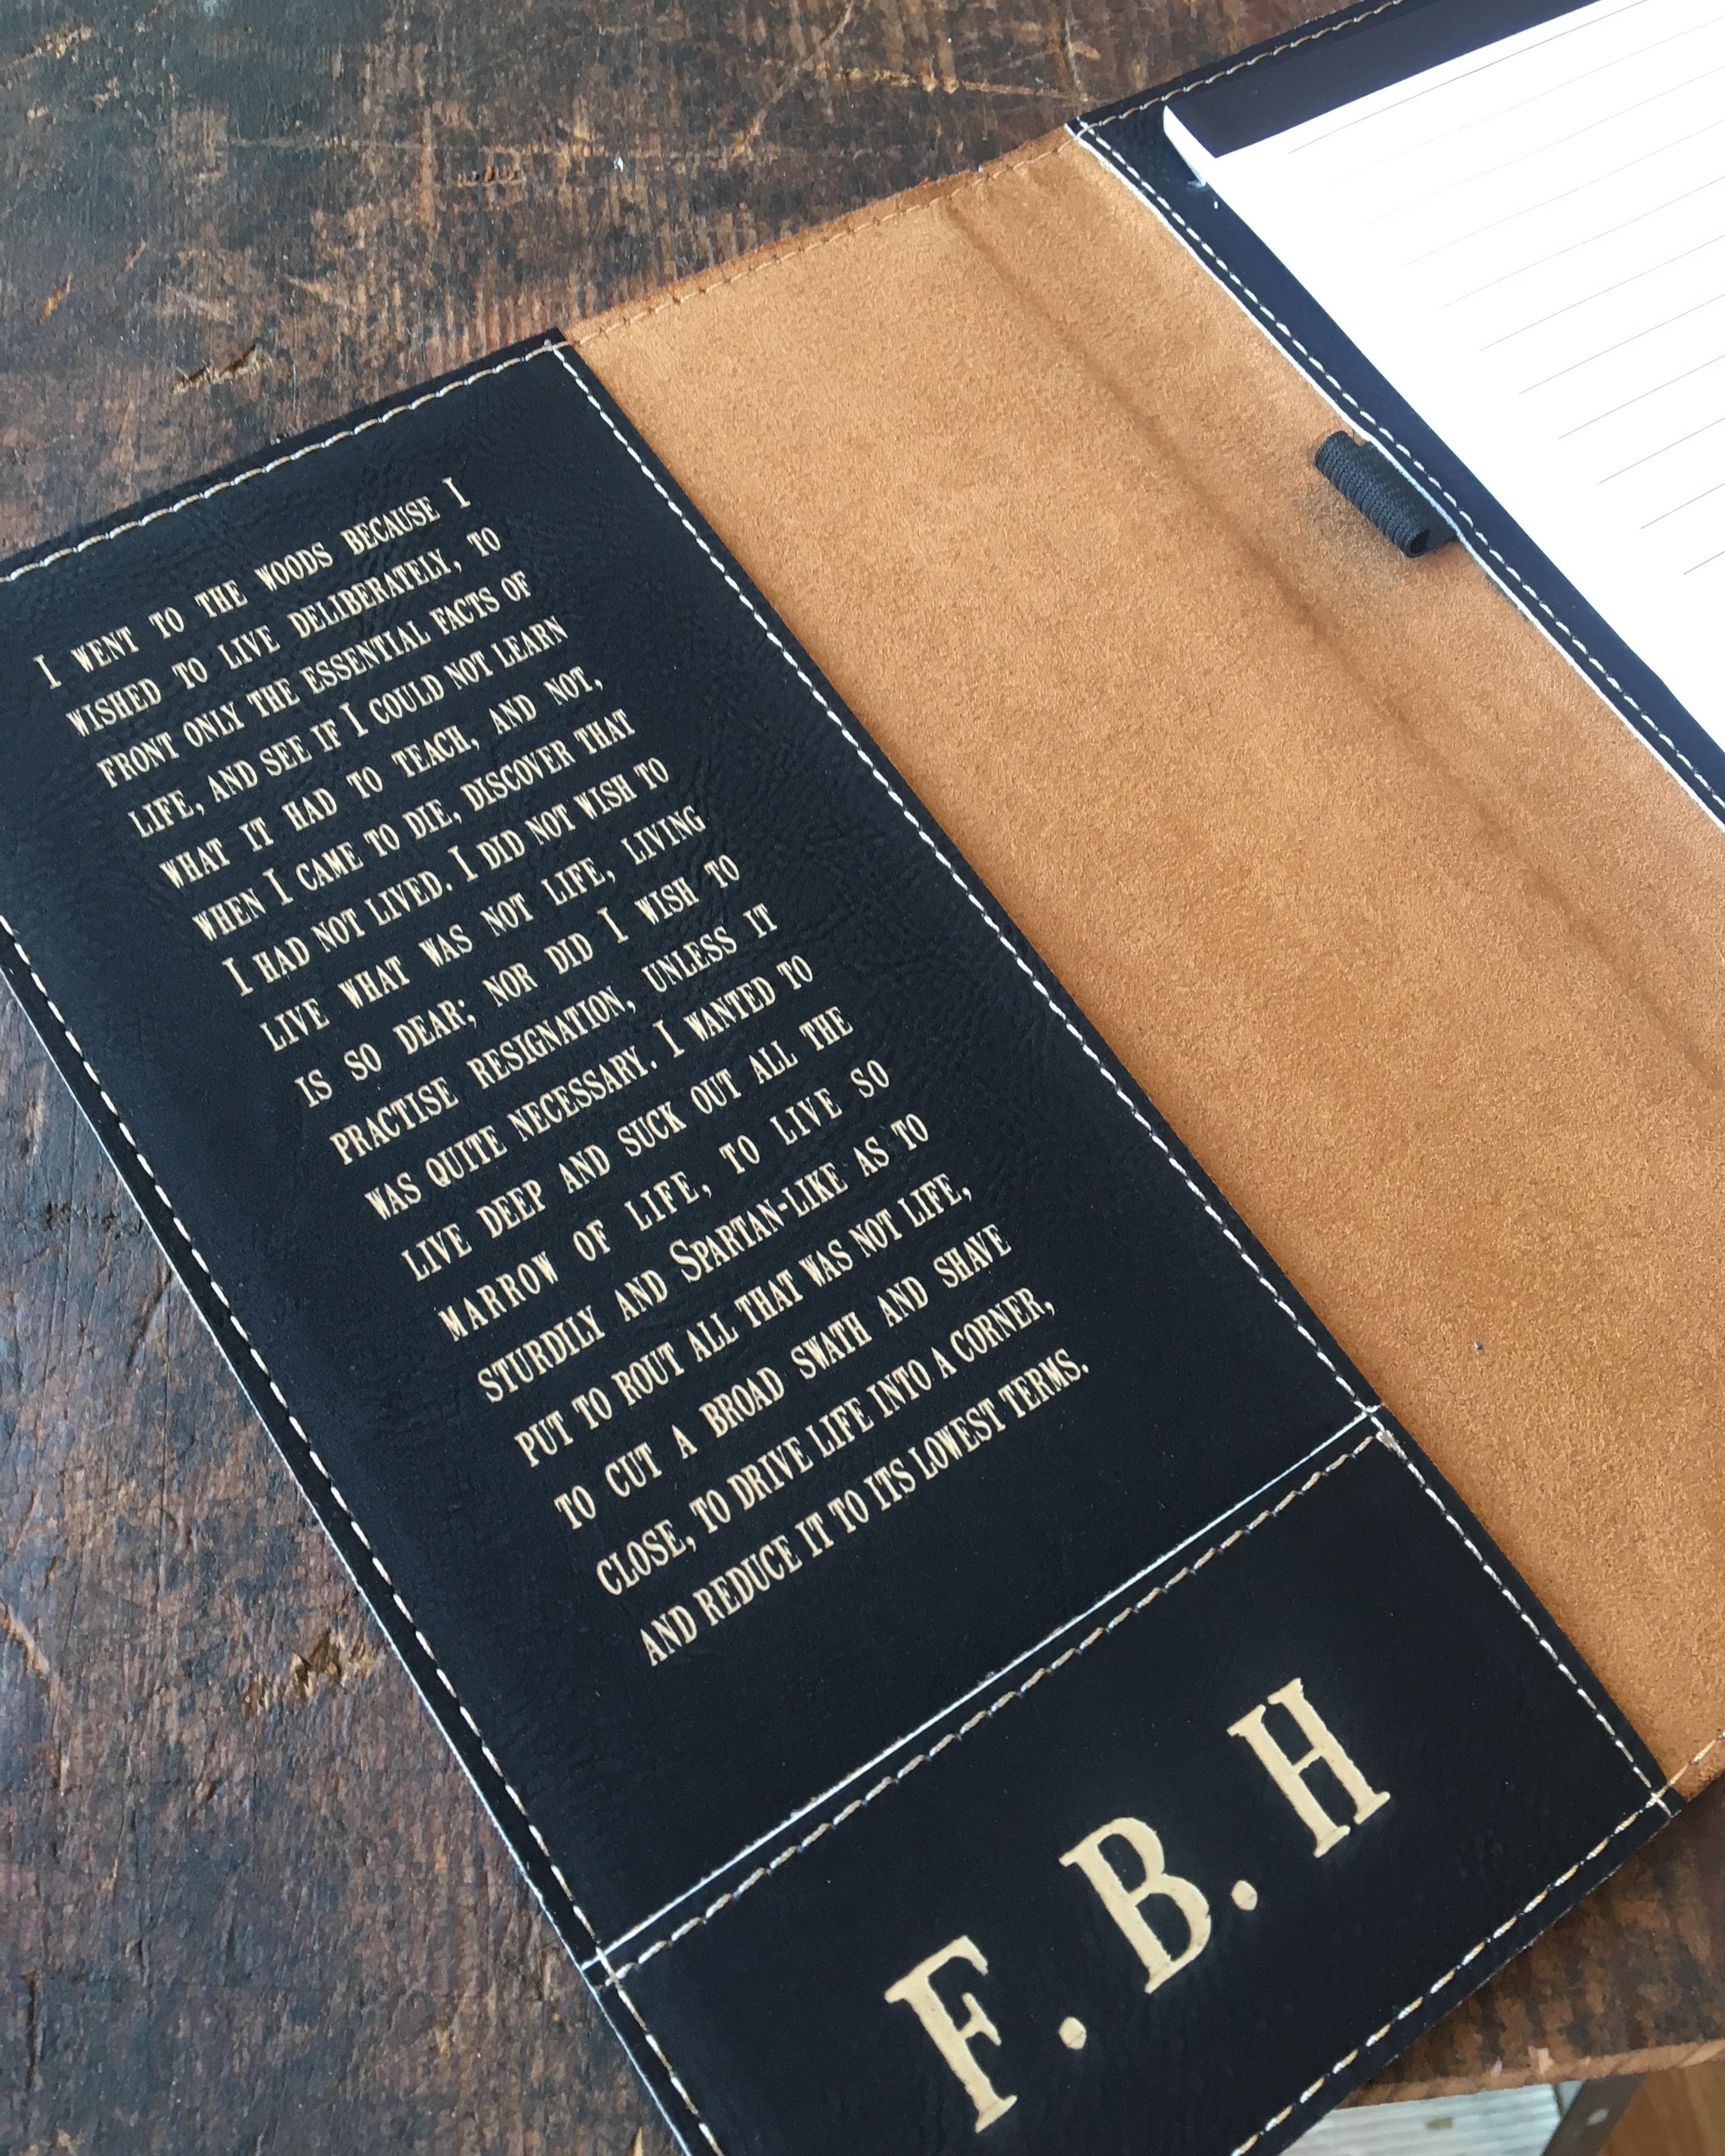 I WENT TO THE WOODS BECAUSE I
WISHED TO LIVE DELIBERATELY, TO
FRONT ONLY THE ESSENTIAL FACTS OF
LIFE, AND SEE IF I COULD NOT LEARN
WHAT IT HAD TO TEACH, AND NOT,
WHEN I CAME TO DIE, DISCOVER THAT
I HAD NOT LIVED. I DID NOT WISH TO
LIVE WHAT WAS NOT LIFE, LIVING
IS SO DEAR; NOR DID I WISH TO
PRACTISE RESIGNATION, UNLESS IT
WAS QUITE NECESSARY. I WANTED TO
LIVE DEEP AND SUCK OUT ALL THE
MARROW OF LIFE, TO LIVE SO
STURDILY AND SPARTAN-LIKE AS TO
PUT TO ROUT ALL THAT WAS NOT LIFE,
TO CUT A BROAD SWATH AND SHAVE
CLOSE, TO DRIVE LIFE INTO A CORNER,
AND REDUCE IT TO ITS LOWEST TERMS.
F. B. H